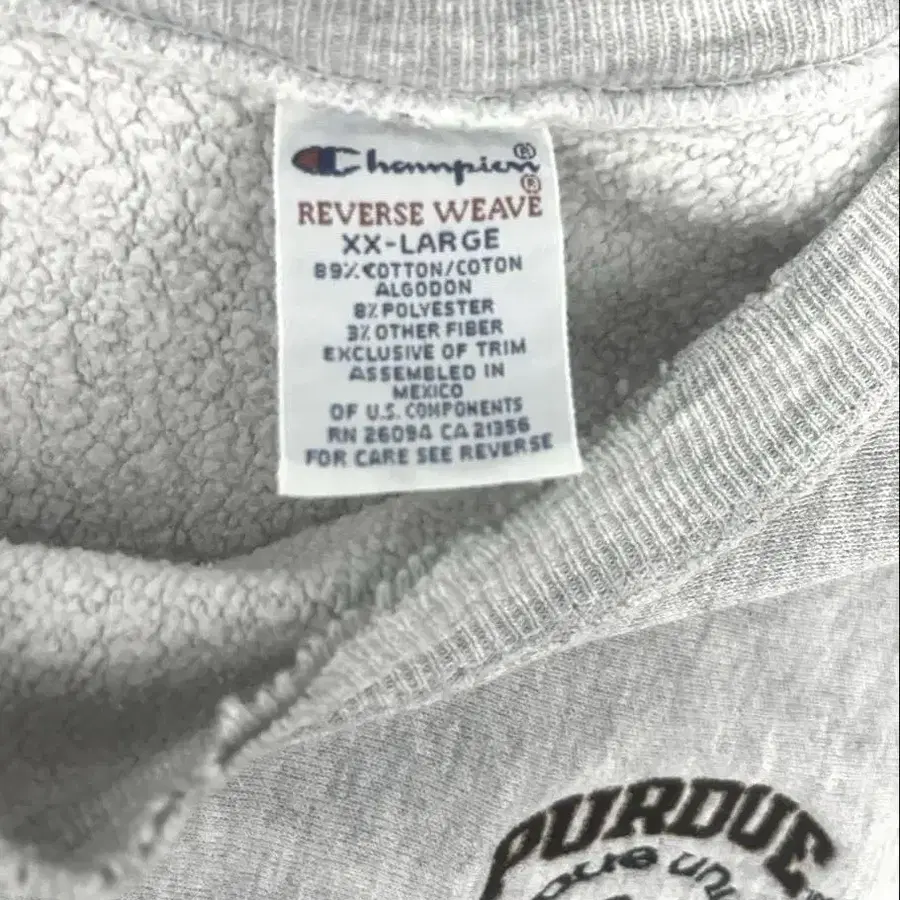 Champion®
REVERSE WEAVE®
XX-LARGE
89% COTTON/COTON
ALGODON
8% POLYESTER
3% OTHER FIBER
EXCLUSIVE OF TRIM
ASSEMBLED IN
MEXICO
OF U.S. COMPONENTS
RN 26094 CA 21356
FOR CARE SEE REVERSE
PURDUE